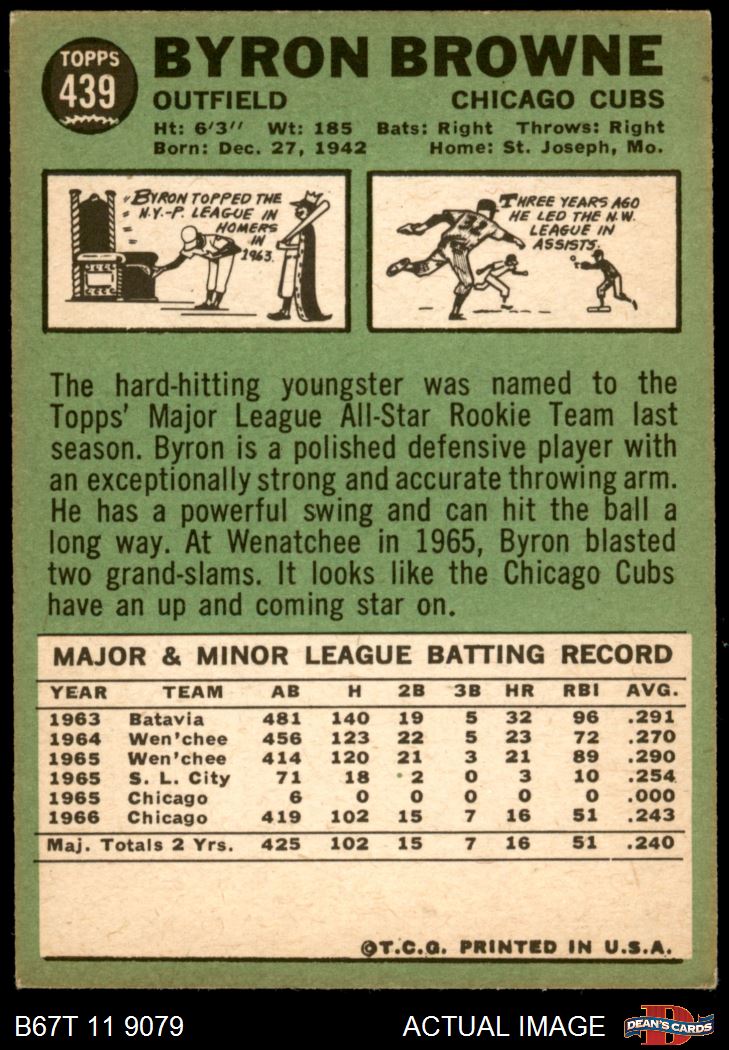 TOPPS
439
BYRON BROWNE
OUTFIELD CHICAGO CUBS
Ht: 6'3" Wt: 185 Bats: Right Throws: Right
Born: Dec. 27, 1942 Home: St. Joseph, Mo.
BYRON TOPPED THE
N.Y.-P. LEAGUE IN
HOMERS
IN
1963.
THREE YEARS AGO
HE LED THE N.W.
LEAGUE IN
ASSISTS.
32
The hard-hitting youngster was named to the
Topps' Major League All-Star Rookie Team last
season. Byron is a polished defensive player with
an exceptionally strong and accurate throwing arm.
He has a powerful swing and can hit the ball a
long way. At Wenatchee in 1965, Byron blasted
two grand-slams. It looks like the Chicago Cubs
have an up and coming star on.
MAJOR & MINOR LEAGUE BATTING RECORD
YEAR TEAM AB H 2B 3B HR RBI AVG.
1963 Batavia 481 140 19 5 32 96 .291
1964 Wen'chee 456 123 22 5 23 72 .270
1965 Wen'chee 414 120 21 3 21 89 .290
1965 S. L. City 71 18 2 0 3 10 .254
1965 Chicago 6 0 0 0 0 0 .000
1966 Chicago 419 102 15 7 16 51 .243
Maj. Totals 2 Yrs. 425 102 15 7 16 51 .240
©T.C.G. PRINTED IN U.S.A.
B67T 11 9079 ACTUAL IMAGE
D
DEAN'S CARDS